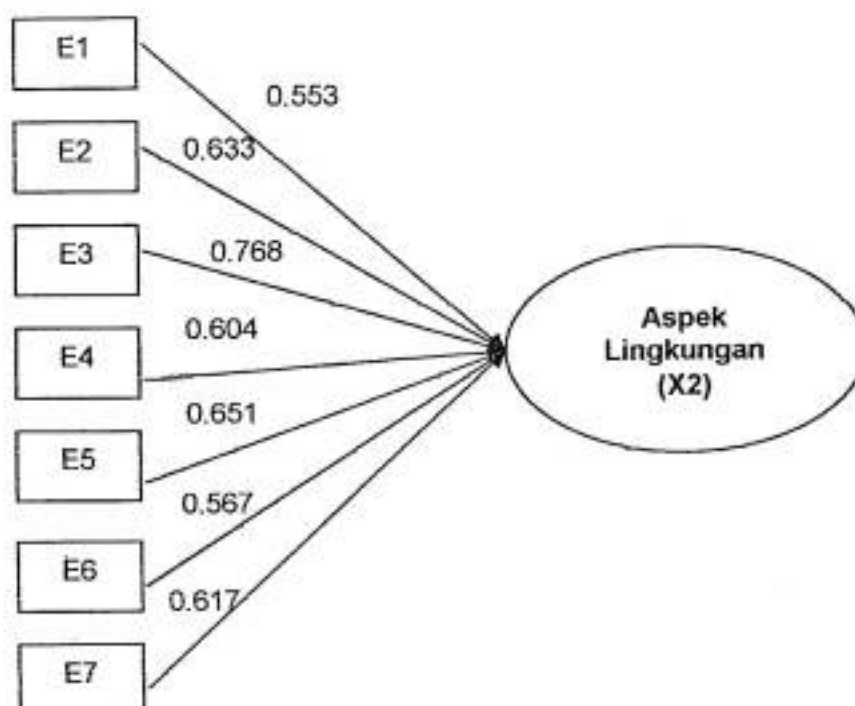 E1
0.553
E2
0.633
E3
0.768
E4
0.604
E5
0.651
E6
0.567
E7
0.617
Aspek
Lingkungan
(X2)